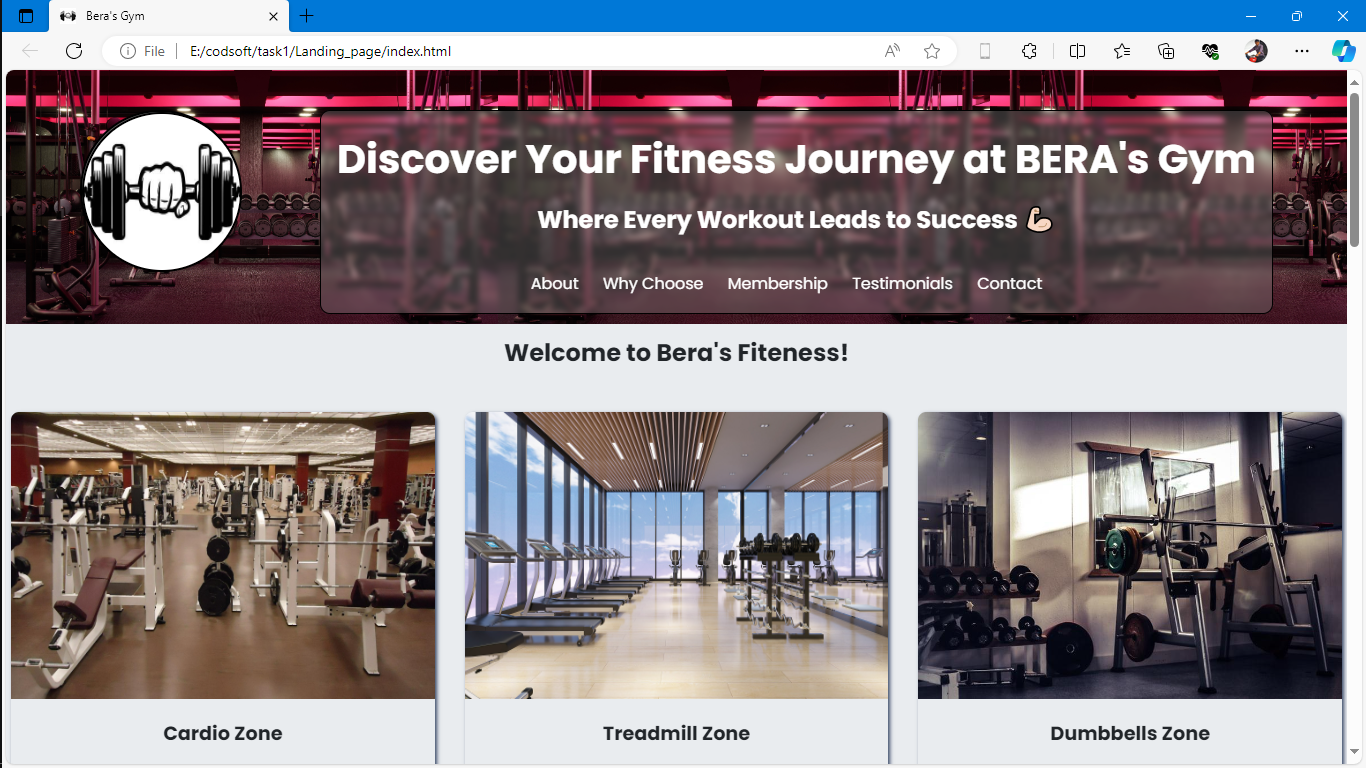 Bera's Gym
File
E:/codsoft/task1/Landing_page/index.html
Discover Your Fitness Journey at BERA's Gym
Where Every Workout Leads to Success 💪🏻
About Why Choose Membership Testimonials Contact
Welcome to Bera's Fiteness!
Cardio Zone Treadmill Zone Dumbbells Zone